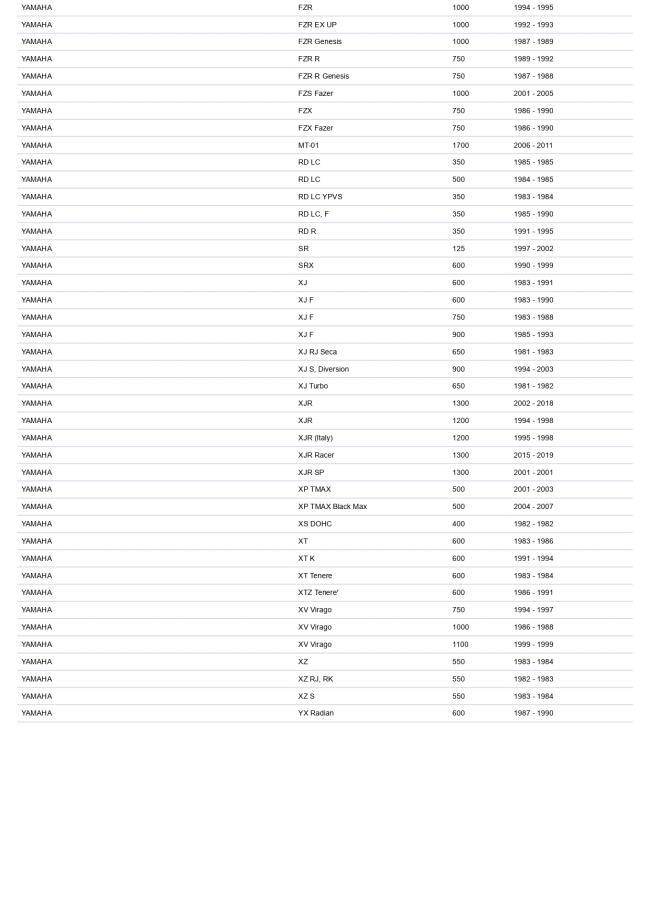 YAMAHA FZR 1000 1994 - 1995
YAMAHA FZR EX UP 1000 1992 - 1993
YAMAHA FZR Genesis 1000 1987 - 1989
YAMAHA FZR R 750 1989 - 1992
YAMAHA FZR R Genesis 750 1987 - 1988
YAMAHA FZS Fazer 1000 2001 - 2005
YAMAHA FZX 750 1986 - 1990
YAMAHA FZX Fazer 750 1986 - 1990
YAMAHA MT-01 1700 2006 - 2011
YAMAHA RD LC 350 1985 - 1985
YAMAHA RD LC 500 1984 - 1985
YAMAHA RD LC YPVS 350 1983 - 1984
YAMAHA RD LC, F 350 1985 - 1990
YAMAHA RD R 350 1991 - 1995
YAMAHA SR 125 1997 - 2002
YAMAHA SRX 600 1990 - 1999
YAMAHA XJ 600 1983 - 1991
YAMAHA XJ F 600 1983 - 1990
YAMAHA XJ F 750 1983 - 1988
YAMAHA XJ F 900 1985 - 1993
YAMAHA XJ RJ Seca 650 1981 - 1983
YAMAHA XJ S, Diversion 900 1994 - 2003
YAMAHA XJ Turbo 650 1981 - 1982
YAMAHA XJR 1300 2002 - 2018
YAMAHA XJR 1200 1994 - 1998
YAMAHA XJR (Italy) 1200 1995 - 1998
YAMAHA XJR Racer 1300 2015 - 2019
YAMAHA XJR SP 1300 2001 - 2001
YAMAHA XP TMAX 500 2001 - 2003
YAMAHA XP TMAX Black Max 500 2004 - 2007
YAMAHA XS DOHC 400 1982 - 1982
YAMAHA XT 600 1983 - 1986
YAMAHA XT K 600 1991 - 1994
YAMAHA XT Tenere 600 1983 - 1984
YAMAHA XTZ Tenere' 600 1986 - 1991
YAMAHA XV Virago 750 1994 - 1997
YAMAHA XV Virago 1000 1986 - 1988
YAMAHA XV Virago 1100 1999 - 1999
YAMAHA XZ 550 1983 - 1984
YAMAHA XZ RJ, RK 550 1982 - 1983
YAMAHA XZ S 550 1983 - 1984
YAMAHA YX Radian 600 1987 - 1990